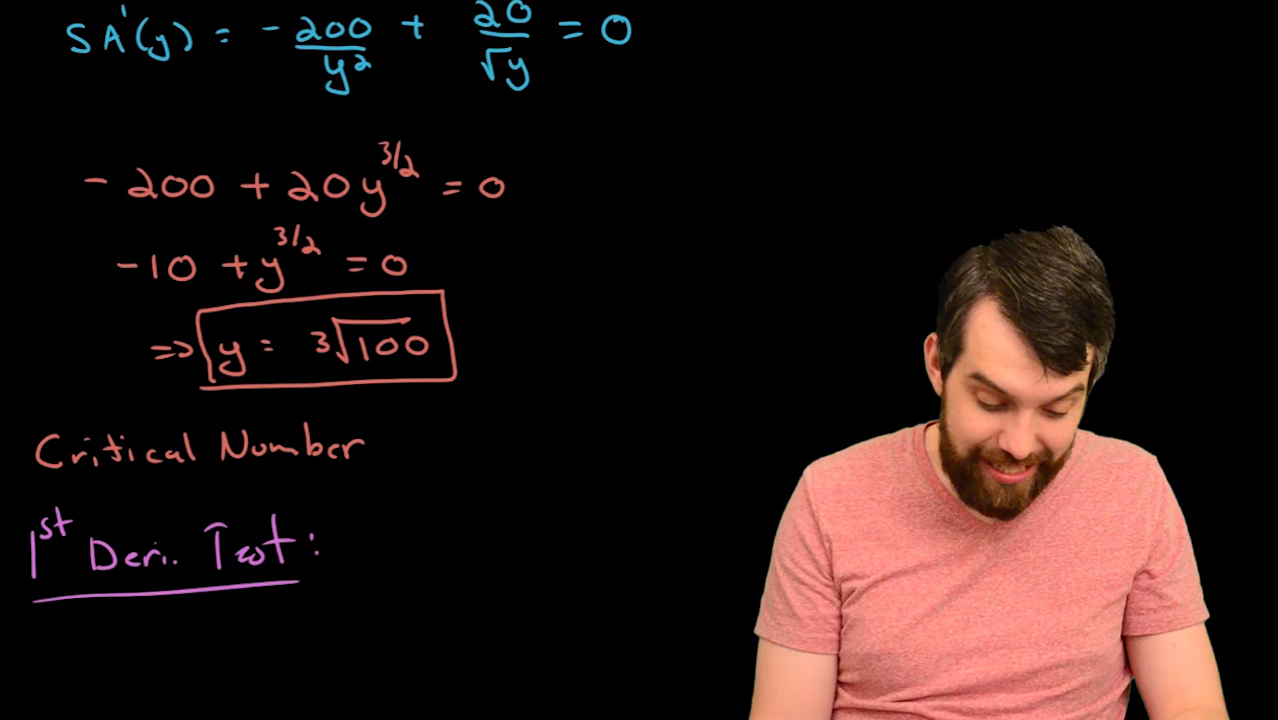 SA'(y) = - 200/y² + 20/√y = 0
- 200 + 20y^3/2 = 0
-10 + y^3/2 = 0
=> y = 3√100
Critical Number
1st Deri. Test: